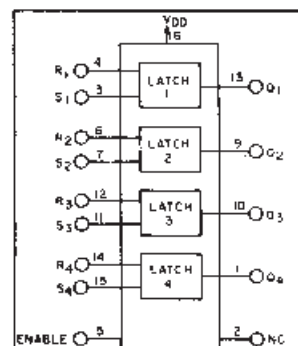 VDD
16
R1 4 LATCH 1 13 Q1
S1 3
R2 6 LATCH 2 9 Q2
S2 7
R3 12 LATCH 3 10 Q3
S3 11
R4 14 LATCH 4 1 Q4
S4 15
ENABLE 5 2 NC